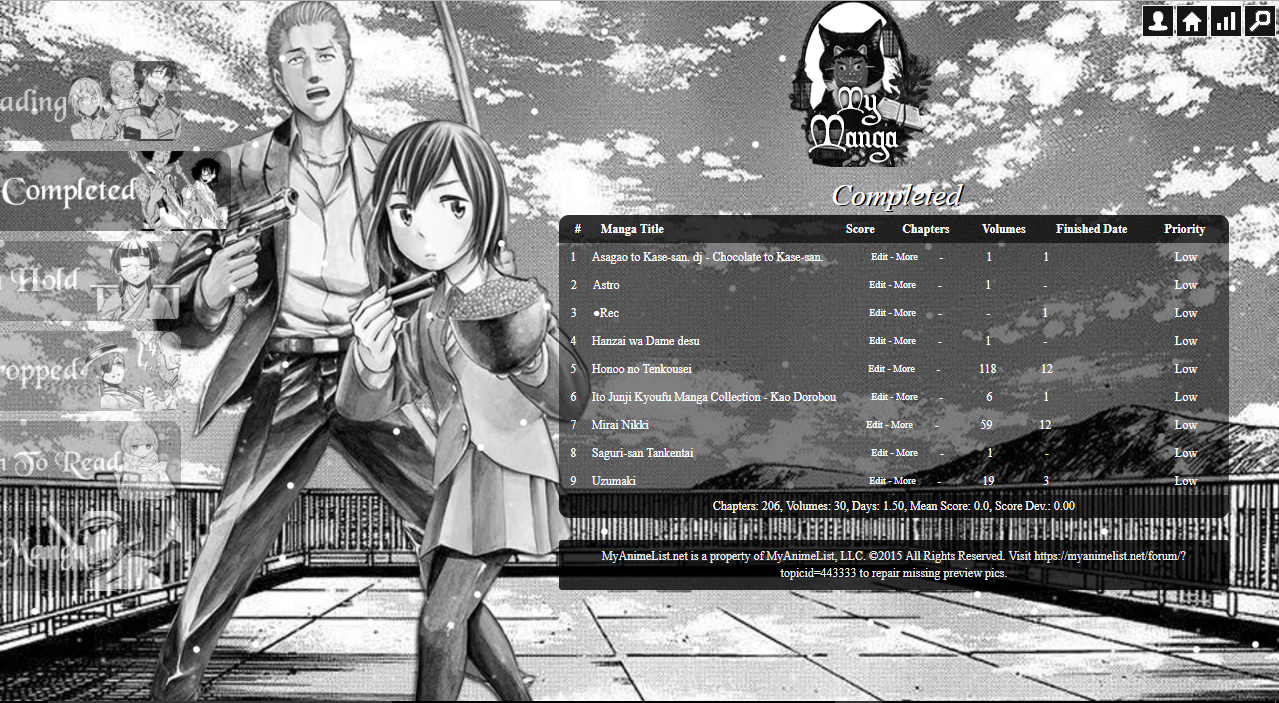 My
Manga
ading
Completed
Hold
ropped
To Read
Manga
Completed
# Manga Title Score Chapters Volumes Finished Date Priority
1 Asagao to Kase-san. dj - Chocolate to Kase-san. Edit - More - 1 1 Low
2 Astro Edit - More - 1 - Low
3 ●Rec Edit - More - - 1 Low
4 Hanzai wa Dame desu Edit - More - 1 - Low
5 Honoo no Tenkousei Edit - More - 118 12 Low
6 Ito Junji Kyoufu Manga Collection - Kao Dorobou Edit - More - 6 1 Low
7 Mirai Nikki Edit - More - 59 12 Low
8 Saguri-san Tankentai Edit - More - 1 - Low
9 Uzumaki Edit - More - 19 3 Low
Chapters: 206, Volumes: 30, Days: 1.50, Mean Score: 0.0, Score Dev.: 0.00
MyAnimeList.net is a property of MyAnimeList, LLC. ©2015 All Rights Reserved. Visit https://myanimelist.net/forum/?
topicid=443333 to repair missing preview pics.